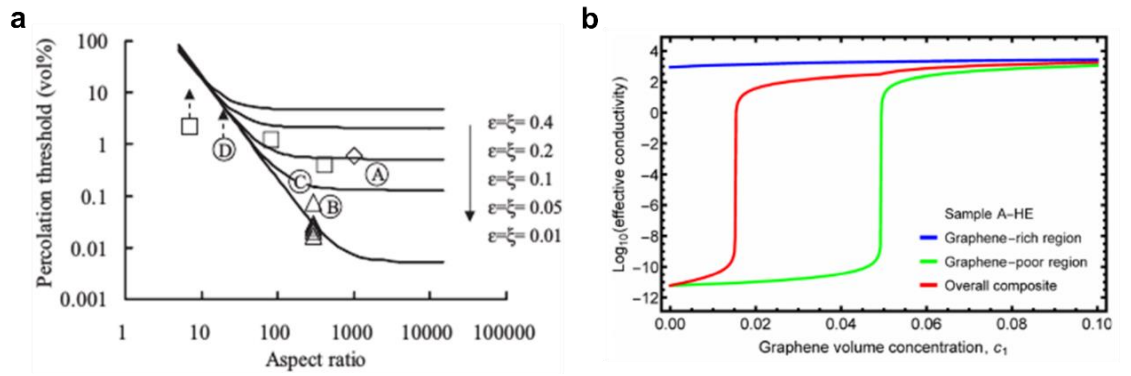 a
Percolation threshold (vol%)
100
10
1
0.1
0.01
0.001
1
10
100
1000
10000
100000
Aspect ratio
D
C
B
A
ε=ξ= 0.4
ε=ξ= 0.2
ε=ξ= 0.1
ε=ξ= 0.05
ε=ξ= 0.01
b
Log10(effective conductivity)
4
2
0
−2
−4
−6
−8
−10
−12
0.00
0.02
0.04
0.06
0.08
0.10
Graphene volume concentration, c1
Sample A−HE
Graphene−rich region
Graphene−poor region
Overall composite